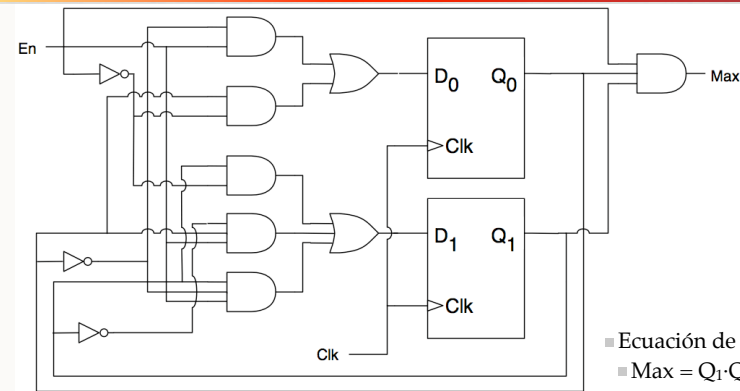 En
D0 Q0
Clk
Max
D1 Q1
Clk
Clk
Ecuación de
Max = Q1·Q